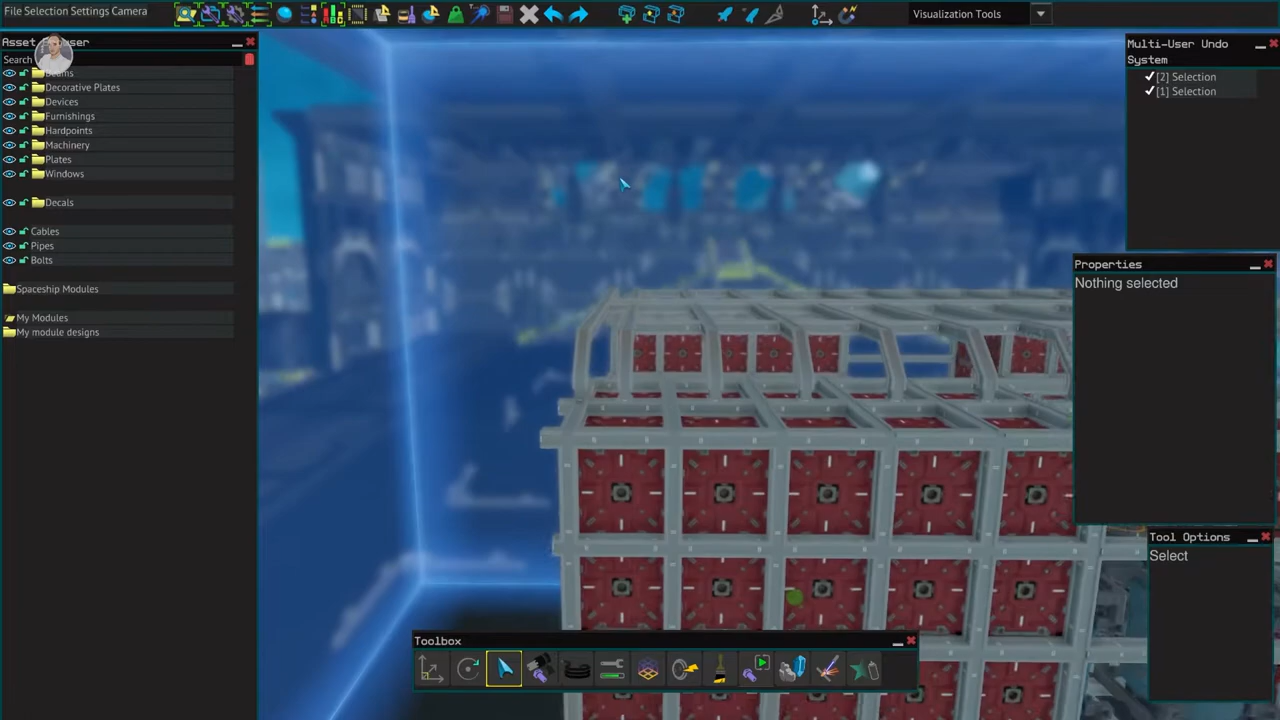 File Selection Settings Camera
Visualization Tools
Asset
Search
Beams
Decorative Plates
Devices
Furnishings
Hardpoints
Machinery
Plates
Windows
Decals
Cables
Pipes
Bolts
Spaceship Modules
My Modules
My module designs
Multi-User Undo
System
[2] Selection
[1] Selection
Properties
Nothing selected
Tool Options
Select
Toolbox